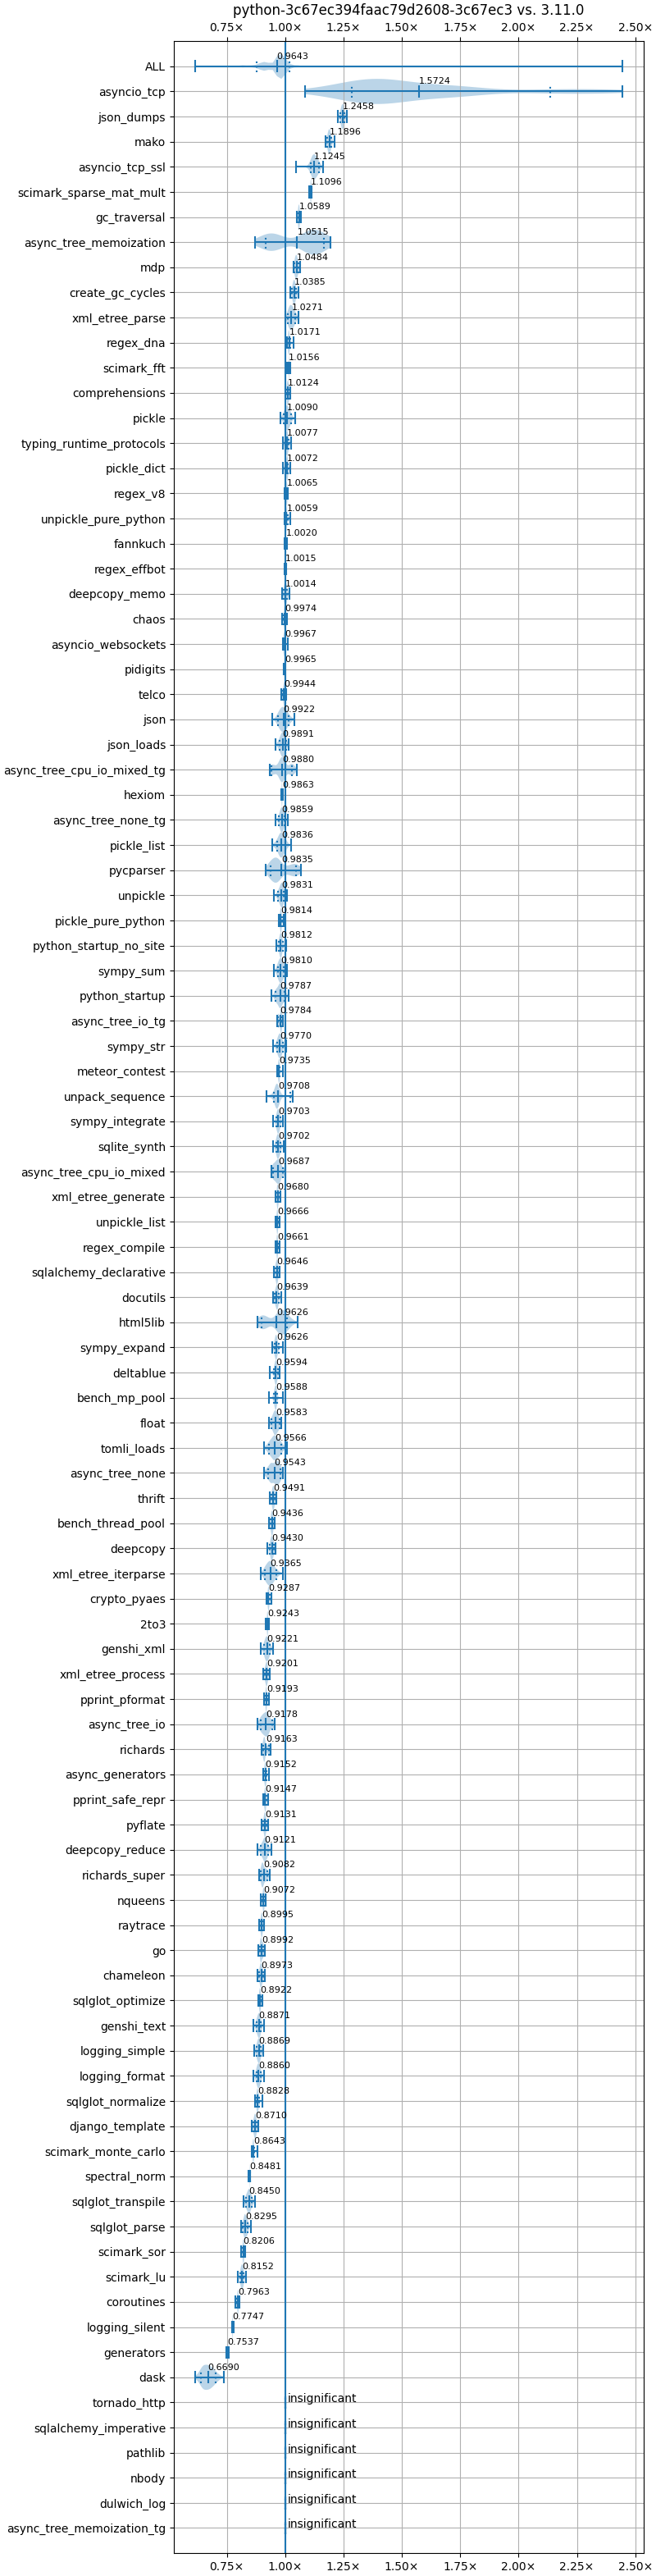 python-3c67ec394faac79d2608-3c67ec3 vs. 3.11.0
0.75× 1.00× 1.25× 1.50× 1.75× 2.00× 2.25× 2.50×
ALL 0.9643
asyncio_tcp 1.5724
json_dumps 1.2458
mako 1.1896
asyncio_tcp_ssl 1.1245
scimark_sparse_mat_mult 1.1096
gc_traversal 1.0589
async_tree_memoization 1.0515
mdp 1.0484
create_gc_cycles 1.0385
xml_etree_parse 1.0271
regex_dna 1.0171
scimark_fft 1.0156
comprehensions 1.0124
pickle 1.0090
typing_runtime_protocols 1.0077
pickle_dict 1.0072
regex_v8 1.0065
unpickle_pure_python 1.0059
fannkuch 1.0020
regex_effbot 1.0015
deepcopy_memo 1.0014
chaos 0.9974
asyncio_websockets 0.9967
pidigits 0.9965
telco 0.9944
json 0.9922
json_loads 0.9891
async_tree_cpu_io_mixed_tg 0.9880
hexiom 0.9863
async_tree_none_tg 0.9859
pickle_list 0.9836
pycparser 0.9835
unpickle 0.9831
pickle_pure_python 0.9814
python_startup_no_site 0.9812
sympy_sum 0.9810
python_startup 0.9787
async_tree_io_tg 0.9784
sympy_str 0.9770
meteor_contest 0.9735
unpack_sequence 0.9708
sympy_integrate 0.9703
sqlite_synth 0.9702
async_tree_cpu_io_mixed 0.9687
xml_etree_generate 0.9680
unpickle_list 0.9666
regex_compile 0.9661
sqlalchemy_declarative 0.9646
docutils 0.9639
html5lib 0.9626
sympy_expand 0.9626
deltablue 0.9594
bench_mp_pool 0.9588
float 0.9583
tomli_loads 0.9566
async_tree_none 0.9543
thrift 0.9491
bench_thread_pool 0.9436
deepcopy 0.9430
xml_etree_iterparse 0.9365
crypto_pyaes 0.9287
2to3 0.9243
genshi_xml 0.9221
xml_etree_process 0.9201
pprint_pformat 0.9193
async_tree_io 0.9178
richards 0.9163
async_generators 0.9152
pprint_safe_repr 0.9147
pyflate 0.9131
deepcopy_reduce 0.9121
richards_super 0.9082
nqueens 0.9072
raytrace 0.8995
go 0.8992
chameleon 0.8973
sqlglot_optimize 0.8922
genshi_text 0.8871
logging_simple 0.8869
logging_format 0.8860
sqlglot_normalize 0.8828
django_template 0.8710
scimark_monte_carlo 0.8643
spectral_norm 0.8481
sqlglot_transpile 0.8450
sqlglot_parse 0.8295
scimark_sor 0.8206
scimark_lu 0.8152
coroutines 0.7963
logging_silent 0.7747
generators 0.7537
dask 0.6690
tornado_http insignificant
sqlalchemy_imperative insignificant
pathlib insignificant
nbody insignificant
dulwich_log insignificant
async_tree_memoization_tg insignificant
0.75× 1.00× 1.25× 1.50× 1.75× 2.00× 2.25× 2.50×